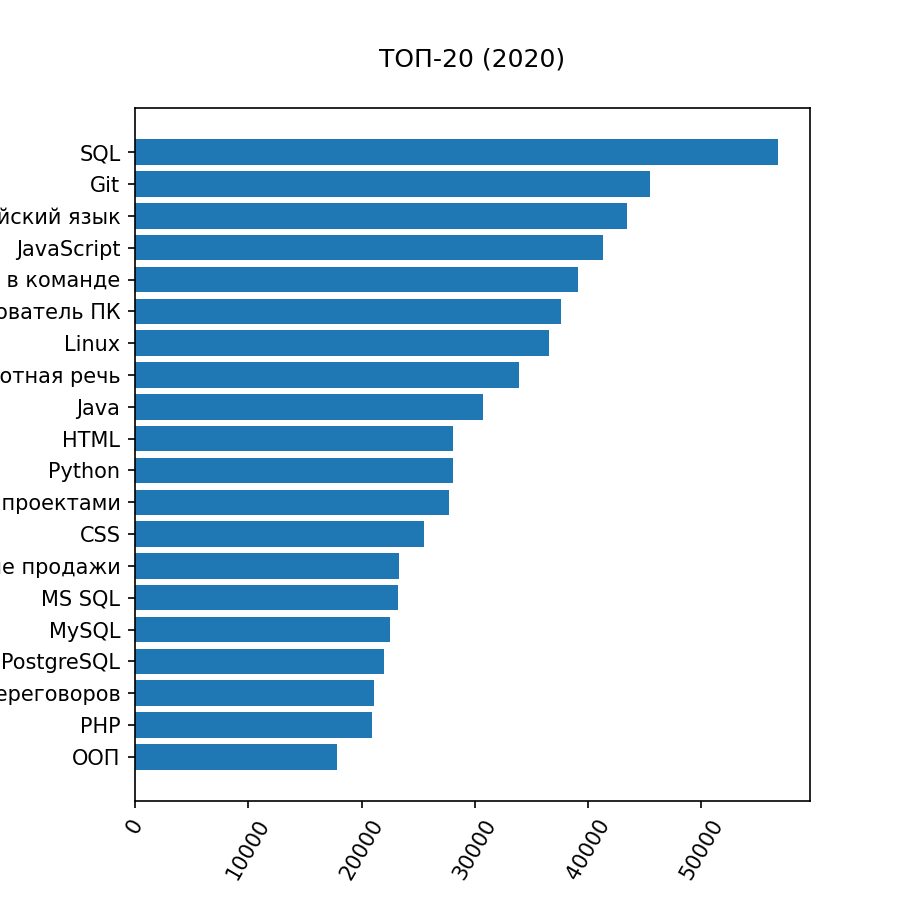 ТОП-20 (2020)
SQL
Git
йский язык
JavaScript
в команде
ователь ПК
Linux
отная речь
Java
HTML
Python
проектами
CSS
е продажи
MS SQL
MySQL
PostgreSQL
ереговоров
PHP
ООП
0
10000
20000
30000
40000
50000